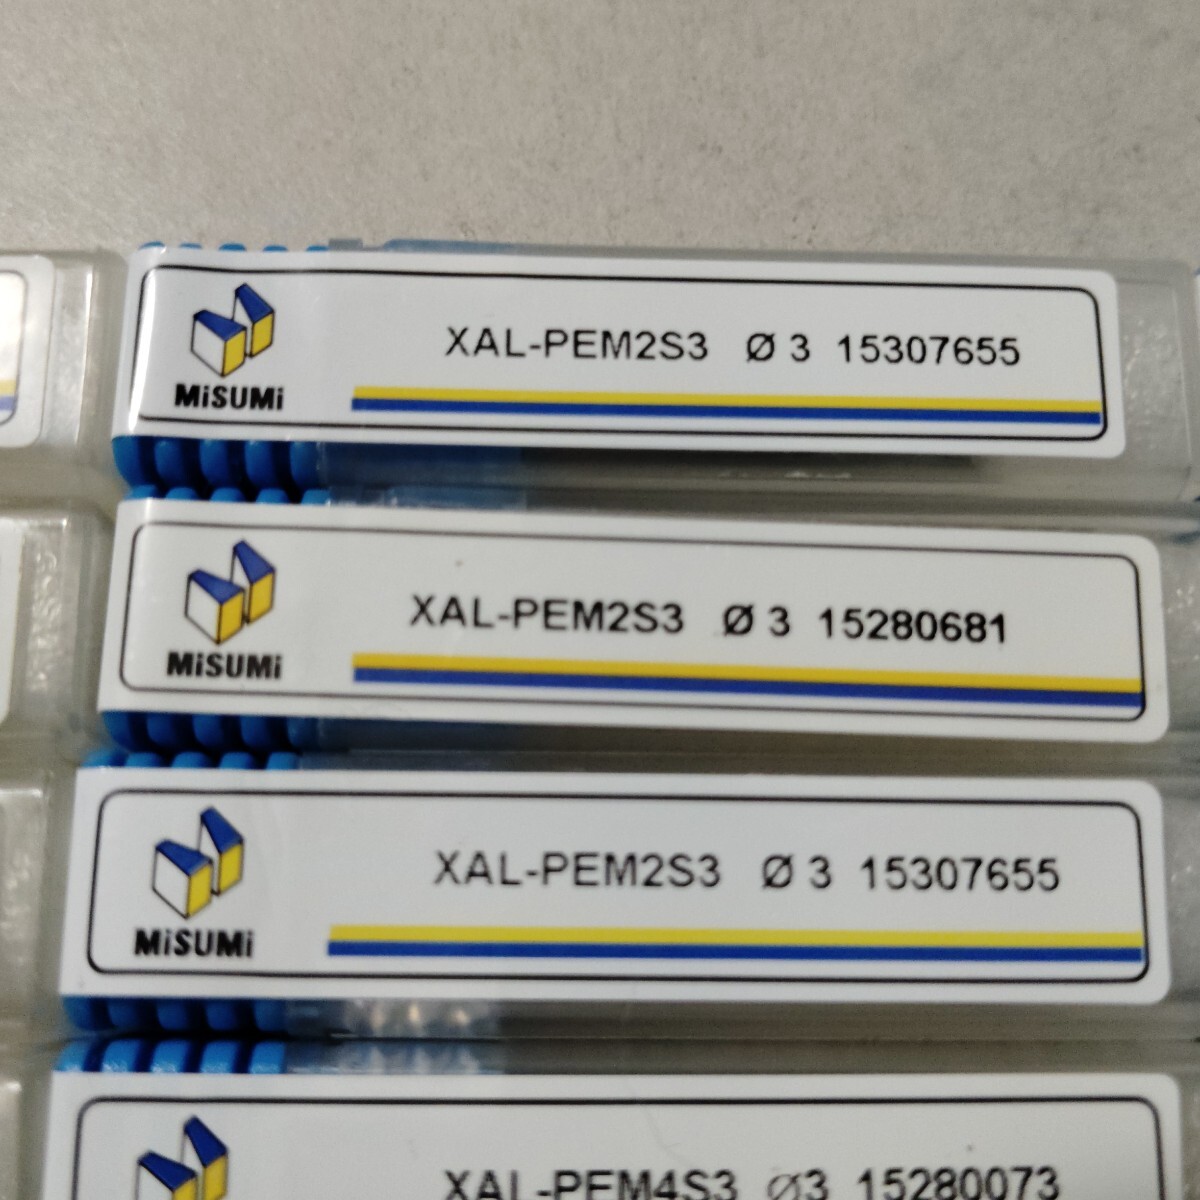 XAL-PEM2S3 Ø 3 15307655
MiSUMi
XAL-PEM2S3 Ø 3 15280681
MiSUMi
XAL-PEM2S3 Ø 3 15307655
MiSUMi
XAL-PEM4S3 Ø3 15280073